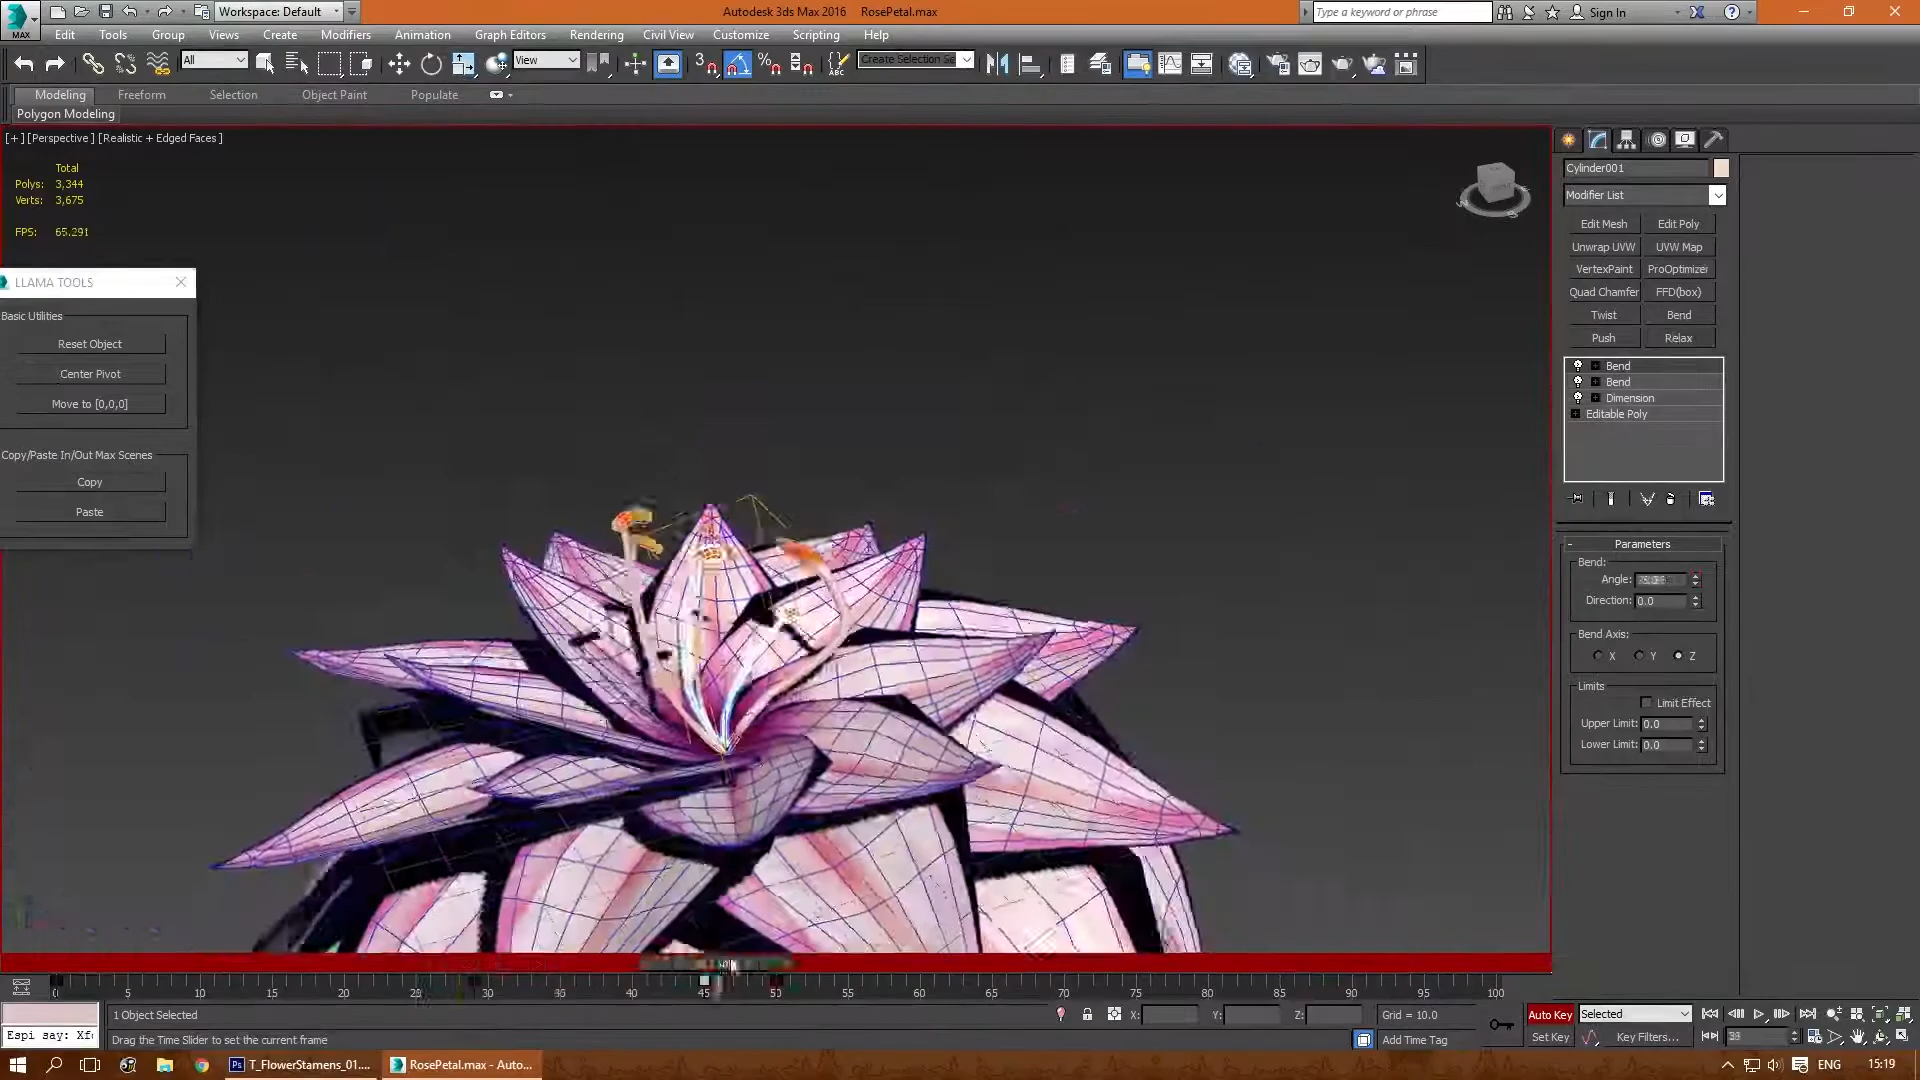 Workspace: Default
Autodesk 3ds Max 2016 RosePetal.max
Type a keyword or phrase
Sign In
MAX
Edit Tools Group Views Create Modifiers Animation Graph Editors Rendering Civil View Customize Scripting Help
All
View
3
ABC
Create Selection Se
Modeling Freeform Selection Object Paint Populate
Polygon Modeling
[+] [Perspective] [Realistic + Edged Faces]
Total
Polys: 3,344
Verts: 3,675
FPS: 65.291
LLAMA TOOLS
Basic Utilities
Reset Object
Center Pivot
Move to [0,0,0]
Copy/Paste In/Out Max Scenes
Copy
Paste
Cylinder001
Modifier List
Edit Mesh Edit Poly
Unwrap UVW UVW Map
VertexPaint ProOptimizer
Quad Chamfer FFD(box)
Twist Bend
Push Relax
Bend
Bend
Dimension
Editable Poly
- Parameters
Bend:
Angle:
Direction: 0.0
Bend Axis:
X Y Z
Limits
Limit Effect
Upper Limit: 0.0
Lower Limit: 0.0
0 5 10 15 20 25 30 35 40 45 50 55 60 65 70 75 80 85 90 95 100
1 Object Selected
X: Y: Z: Grid = 10.0
Auto Key Selected
Espi say: Xf
Drag the Time Slider to set the current frame
Add Time Tag
Set Key Key Filters...
T_FlowerStamens_01....
RosePetal.max - Auto...
ENG
15:19